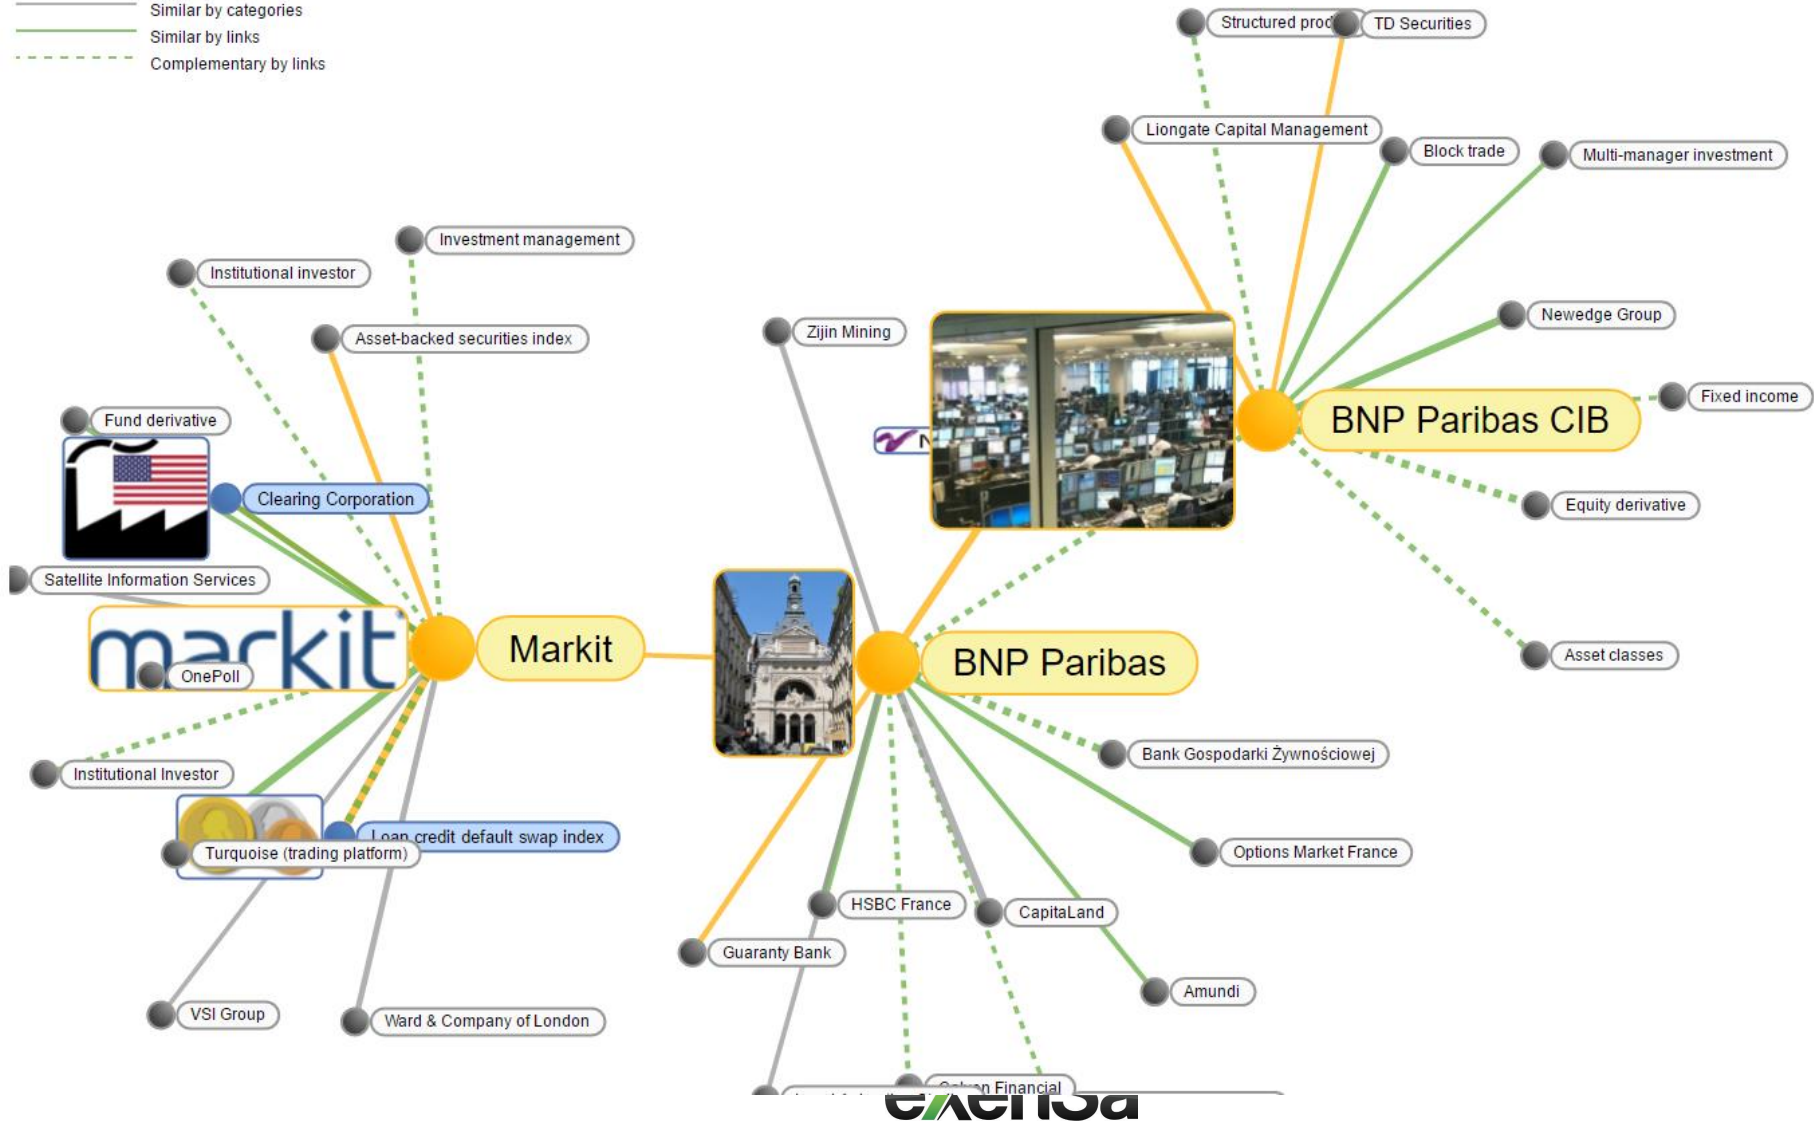 Similar by categories
Similar by links
Complementary by links
Structured prod
TD Securities
Liongate Capital Management
Block trade
Multi-manager investment
Investment management
Institutional investor
Newedge Group
Zijin Mining
Asset-backed securities index
Fixed income
Fund derivative
BNP Paribas CIB
N
Clearing Corporation
Equity derivative
Satellite Information Services
markit
Markit
BNP Paribas
Asset classes
OnePoll
Bank Gospodarki Żywnościowej
Institutional Investor
Loan credit default swap index
Turquoise (trading platform)
Options Market France
HSBC France
CapitaLand
Guaranty Bank
Amundi
VSI Group
Ward & Company of London
Financial
exensa